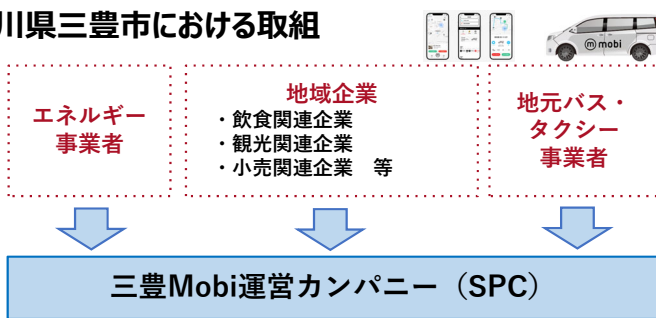 川県三豊市における取組
mobi
エネルギー
事業者
地域企業
・飲食関連企業
・観光関連企業
・小売関連企業 等
地元バス・
タクシー
事業者
三豊Mobi運営カンパニー（SPC）